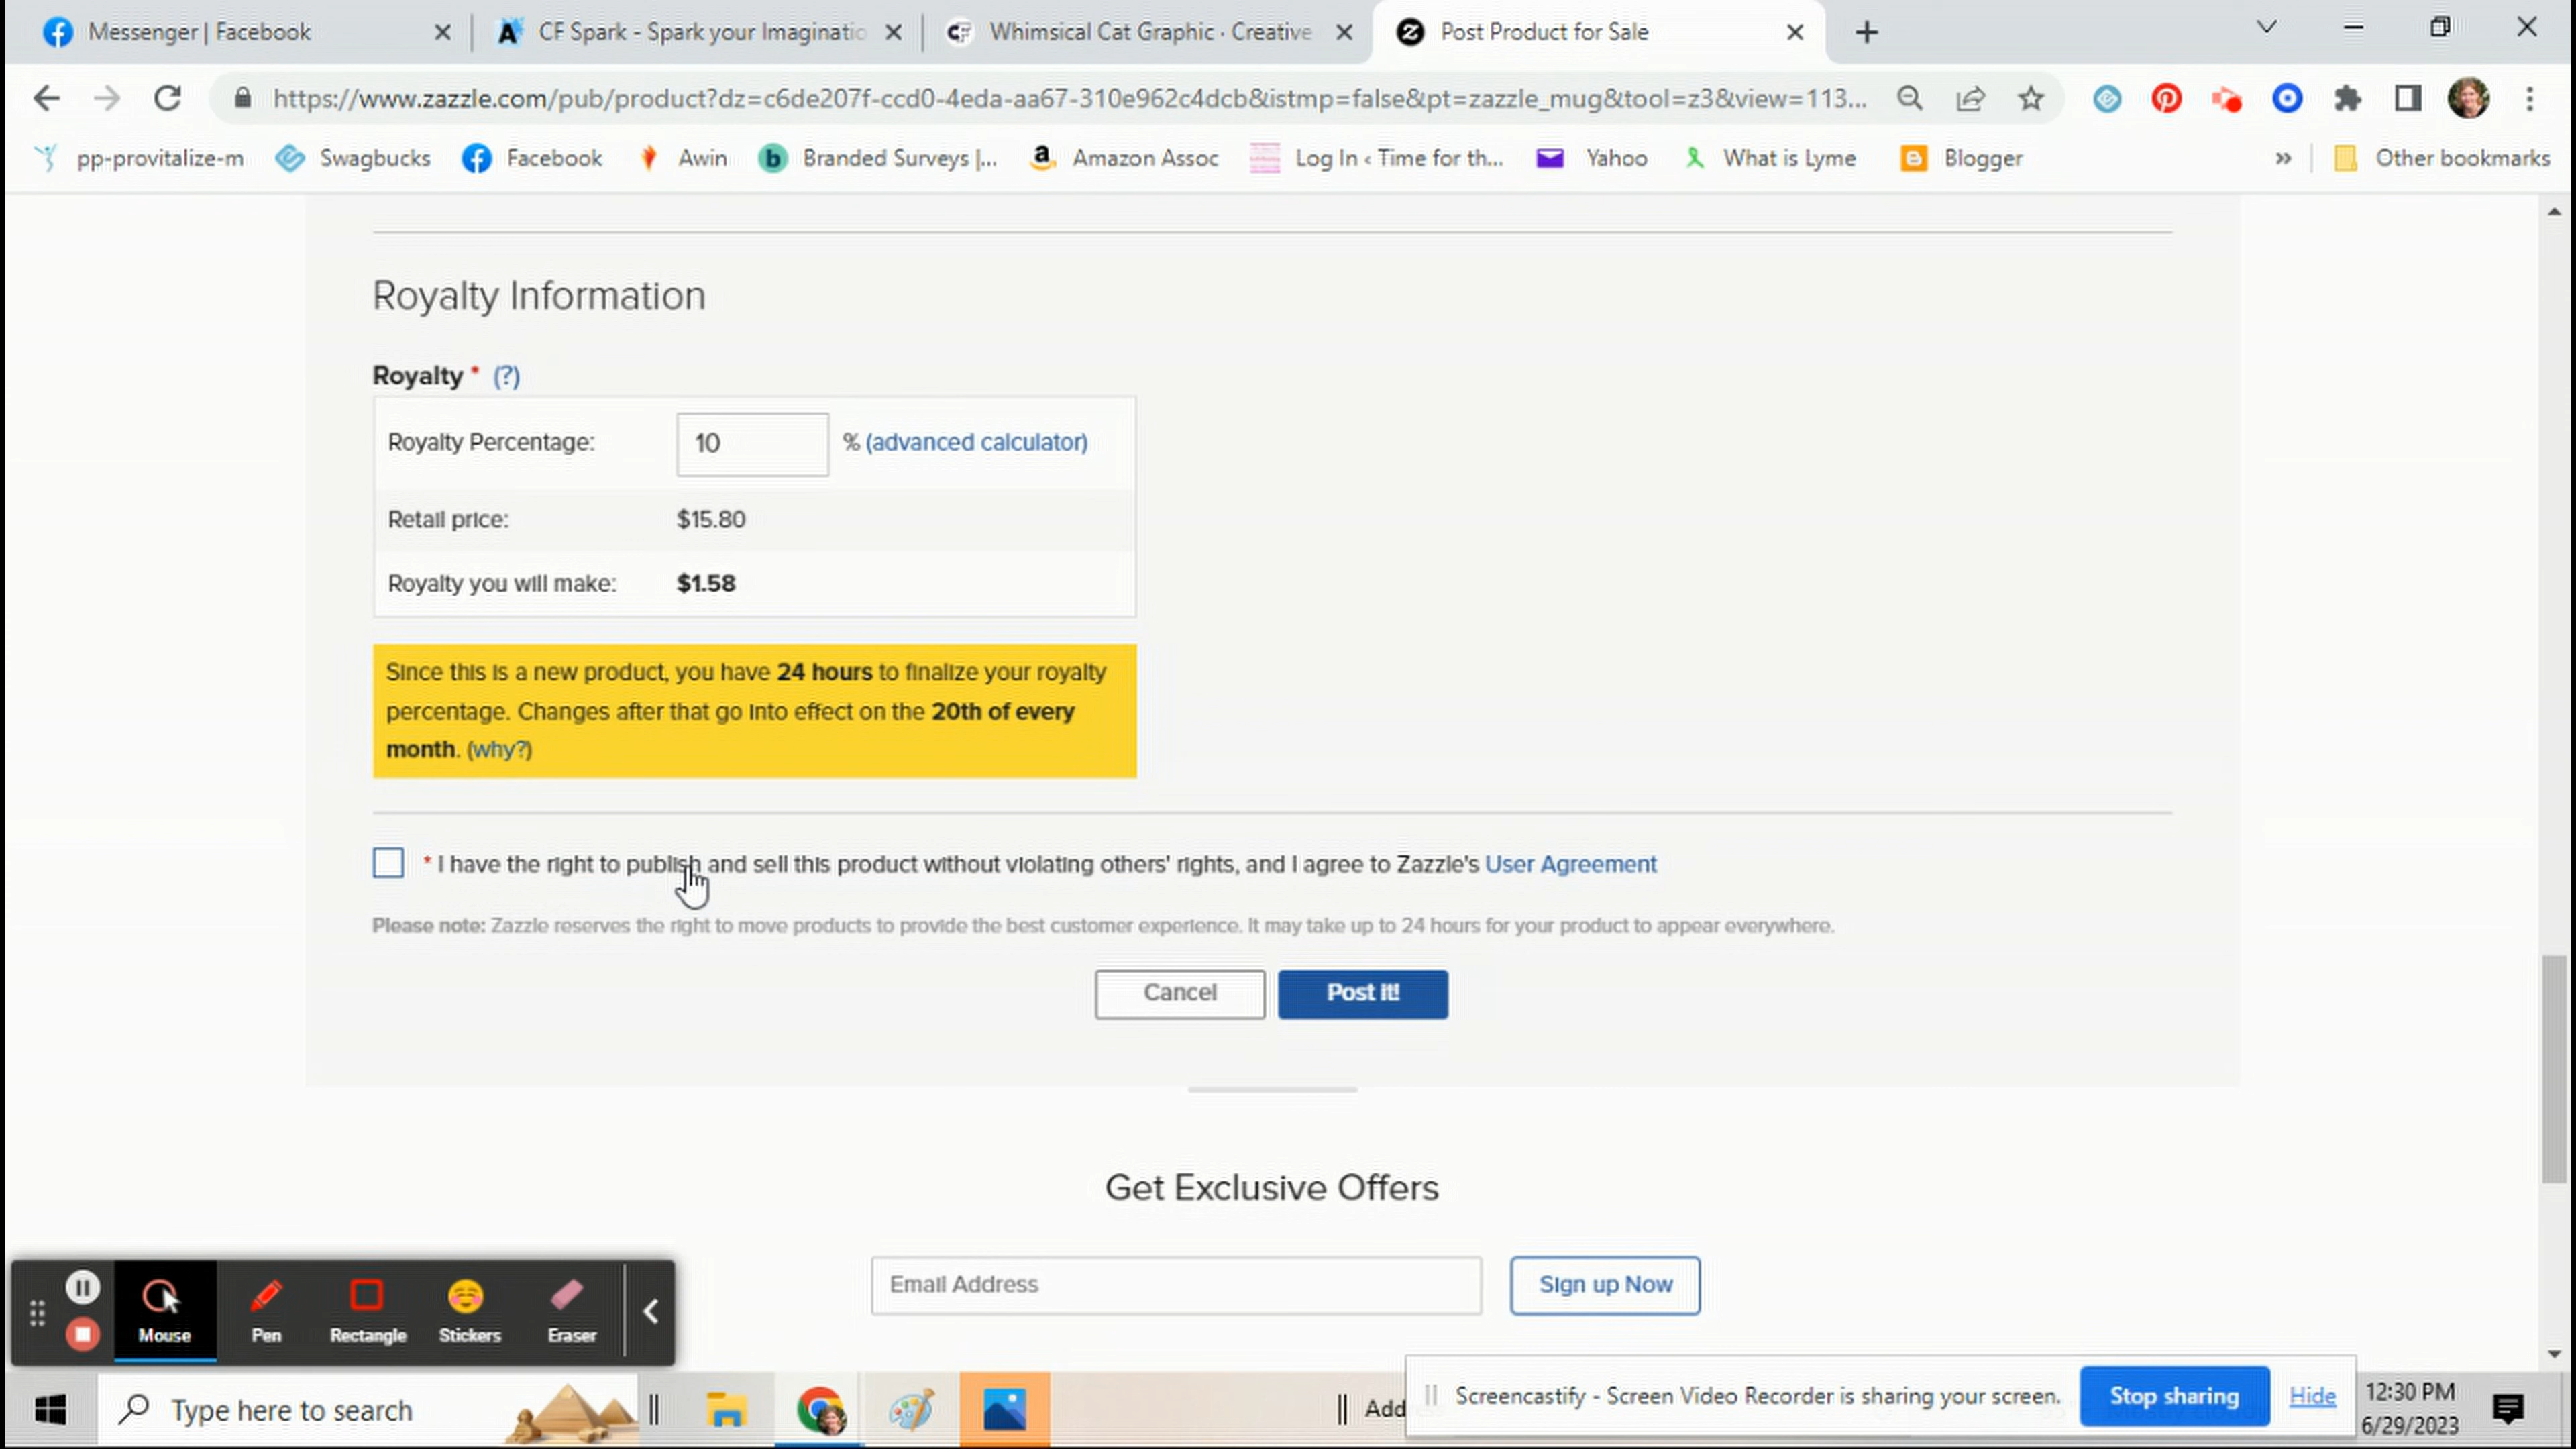 Messenger | Facebook
CF Spark - Spark your Imaginatio
Whimsical Cat Graphic · Creative
Post Product for Sale
https://www.zazzle.com/pub/product?dz=c6de207f-ccd0-4eda-aa67-310e962c4dcb&istmp=false&pt=zazzle_mug&tool=z3&view=113...
pp-provitalize-m
Swagbucks
Facebook
Awin
Branded Surveys |...
Amazon Assoc
Log In ‹ Time for th...
Yahoo
What is Lyme
Blogger
»
Other bookmarks
Royalty Information
Royalty * (?)
Royalty Percentage: 10 % (advanced calculator)
Retail price: $15.80
Royalty you will make: $1.58
Since this is a new product, you have 24 hours to finalize your royalty
percentage. Changes after that go into effect on the 20th of every
month. (why?)
* I have the right to publish and sell this product without violating others' rights, and I agree to Zazzle's User Agreement
Please note: Zazzle reserves the right to move products to provide the best customer experience. It may take up to 24 hours for your product to appear everywhere.
Cancel
Post it!
Get Exclusive Offers
Email Address
Sign up Now
Mouse
Pen
Rectangle
Stickers
Eraser
Type here to search
Add
Screencastify - Screen Video Recorder is sharing your screen.
Stop sharing
Hide
12:30 PM
6/29/2023